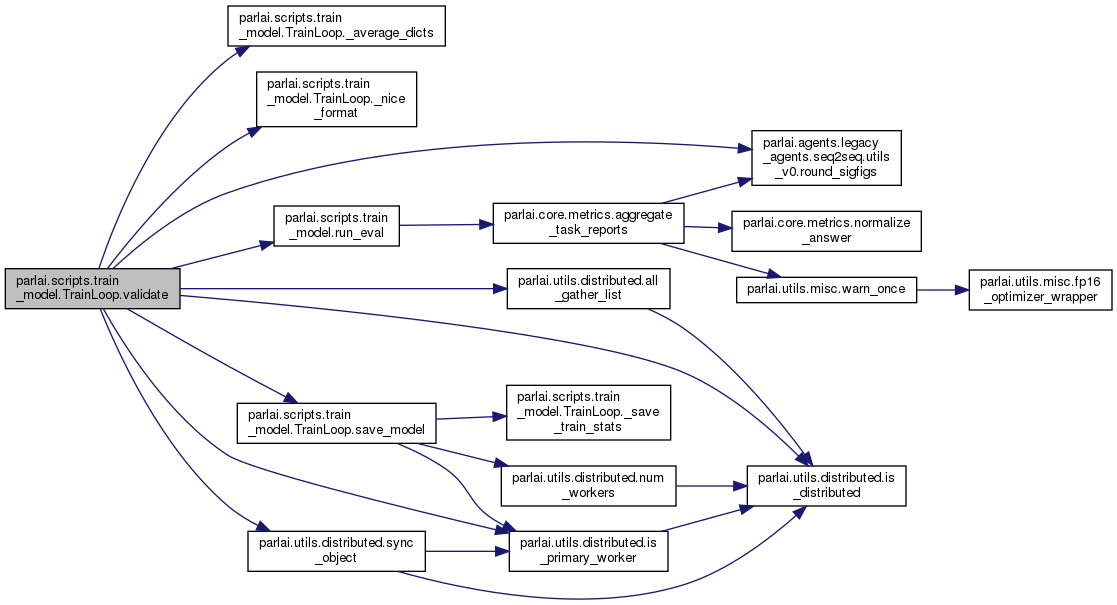 parlai.scripts.train
_model.TrainLoop._average_dicts
parlai.scripts.train
_model.TrainLoop._nice
_format
parlai.agents.legacy
_agents.seq2seq.utils
_v0.round_sigfigs
parlai.scripts.train
_model.run_eval
parlai.core.metrics.aggregate
_task_reports
parlai.core.metrics.normalize
_answer
parlai.scripts.train
_model.TrainLoop.validate
parlai.utils.distributed.all
_gather_list
parlai.utils.misc.warn_once
parlai.utils.misc.fp16
_optimizer_wrapper
parlai.scripts.train
_model.TrainLoop.save_model
parlai.scripts.train
_model.TrainLoop._save
_train_stats
parlai.utils.distributed.num
_workers
parlai.utils.distributed.is
_distributed
parlai.utils.distributed.sync
_object
parlai.utils.distributed.is
_primary_worker